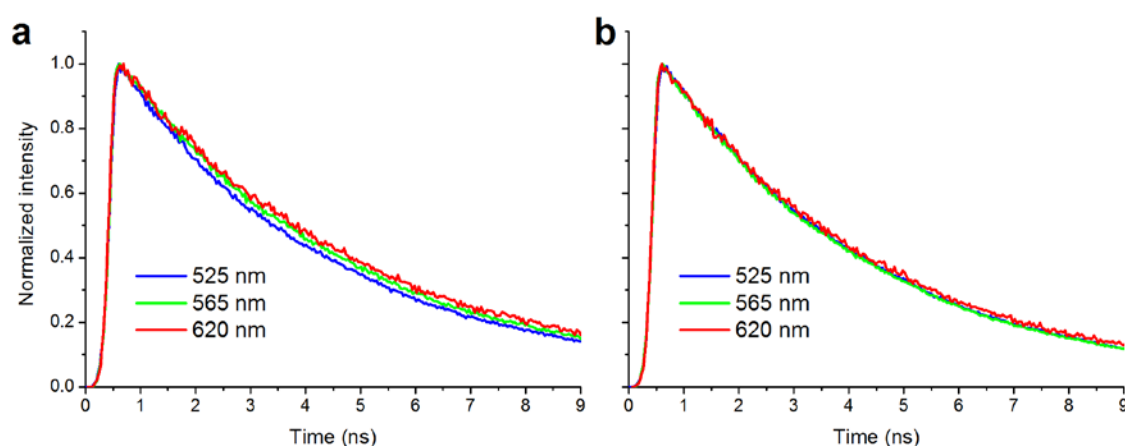 a
Normalized intensity
1.0
0.8
0.6
0.4
0.2
0.0
525 nm
565 nm
620 nm
0 1 2 3 4 5 6 7 8 9
Time (ns)
b
525 nm
565 nm
620 nm
0 1 2 3 4 5 6 7 8 9
Time (ns)